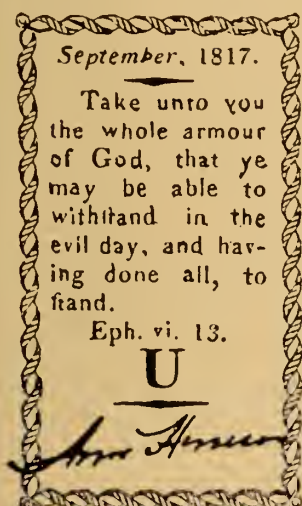 September, 1817.
Take unto you
the whole armour
of God, that ye
may be able to
withſtand in the
evil day, and hav-
ing done all, to
ſtand.
Eph. vi. 13.
U
Ann